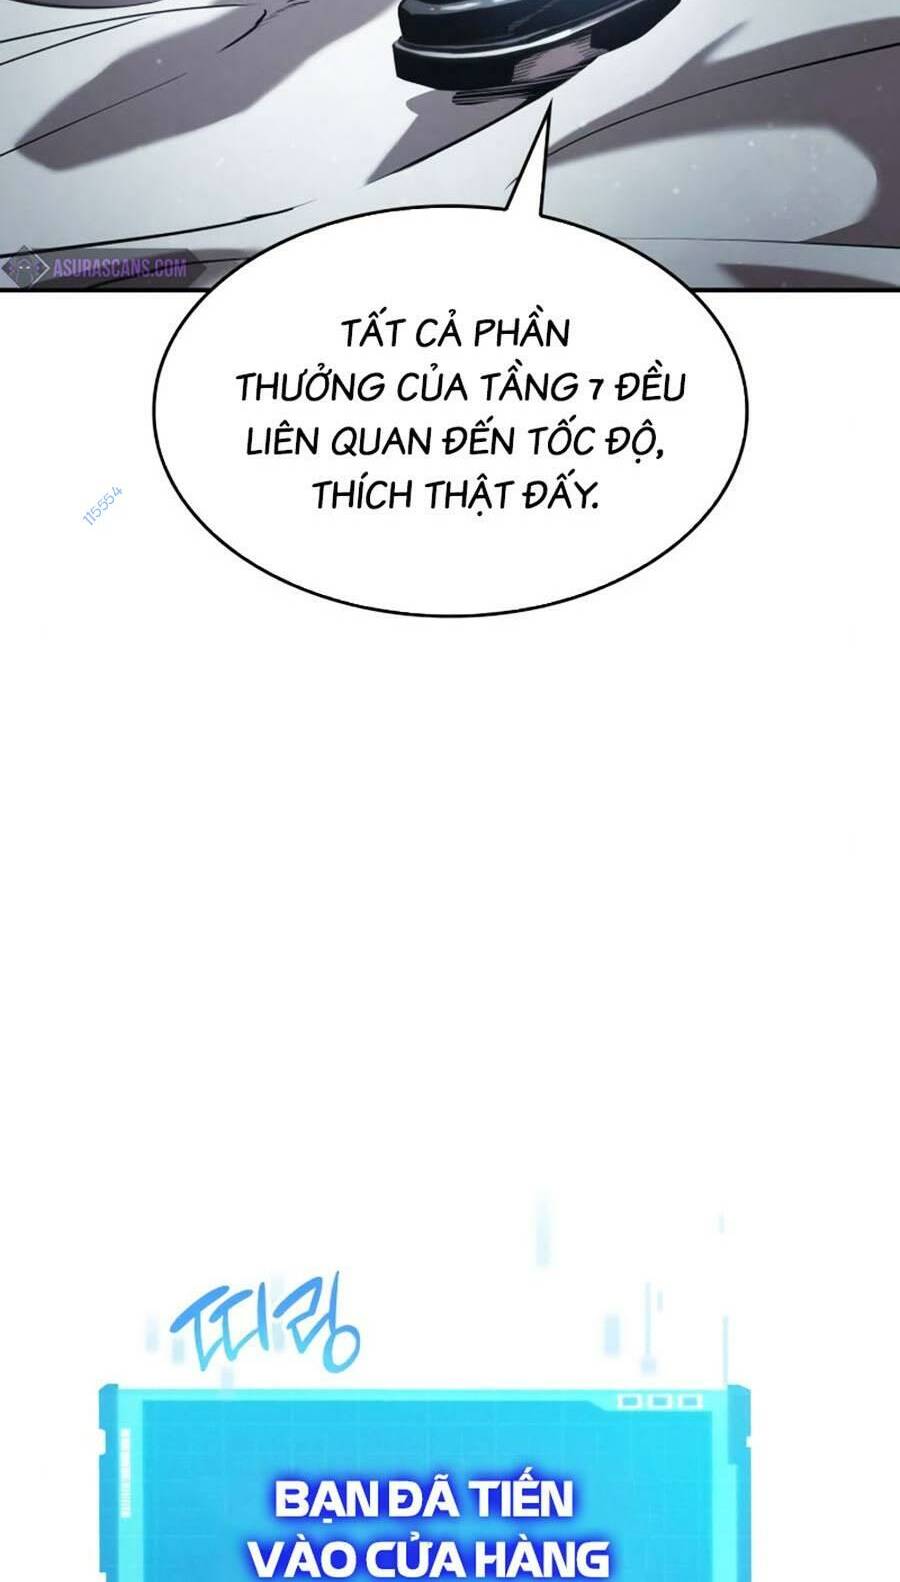 ASURASCANS.COM
TẤT CẢ PHẦN
THƯỞNG CỦA TẦNG 7 ĐỀU
LIÊN QUAN ĐẾN TỐC ĐỘ,
THÍCH THẬT ĐẤY.
115554
띠링
BẠN ĐÃ TIẾN
VÀO CỬA HÀNG